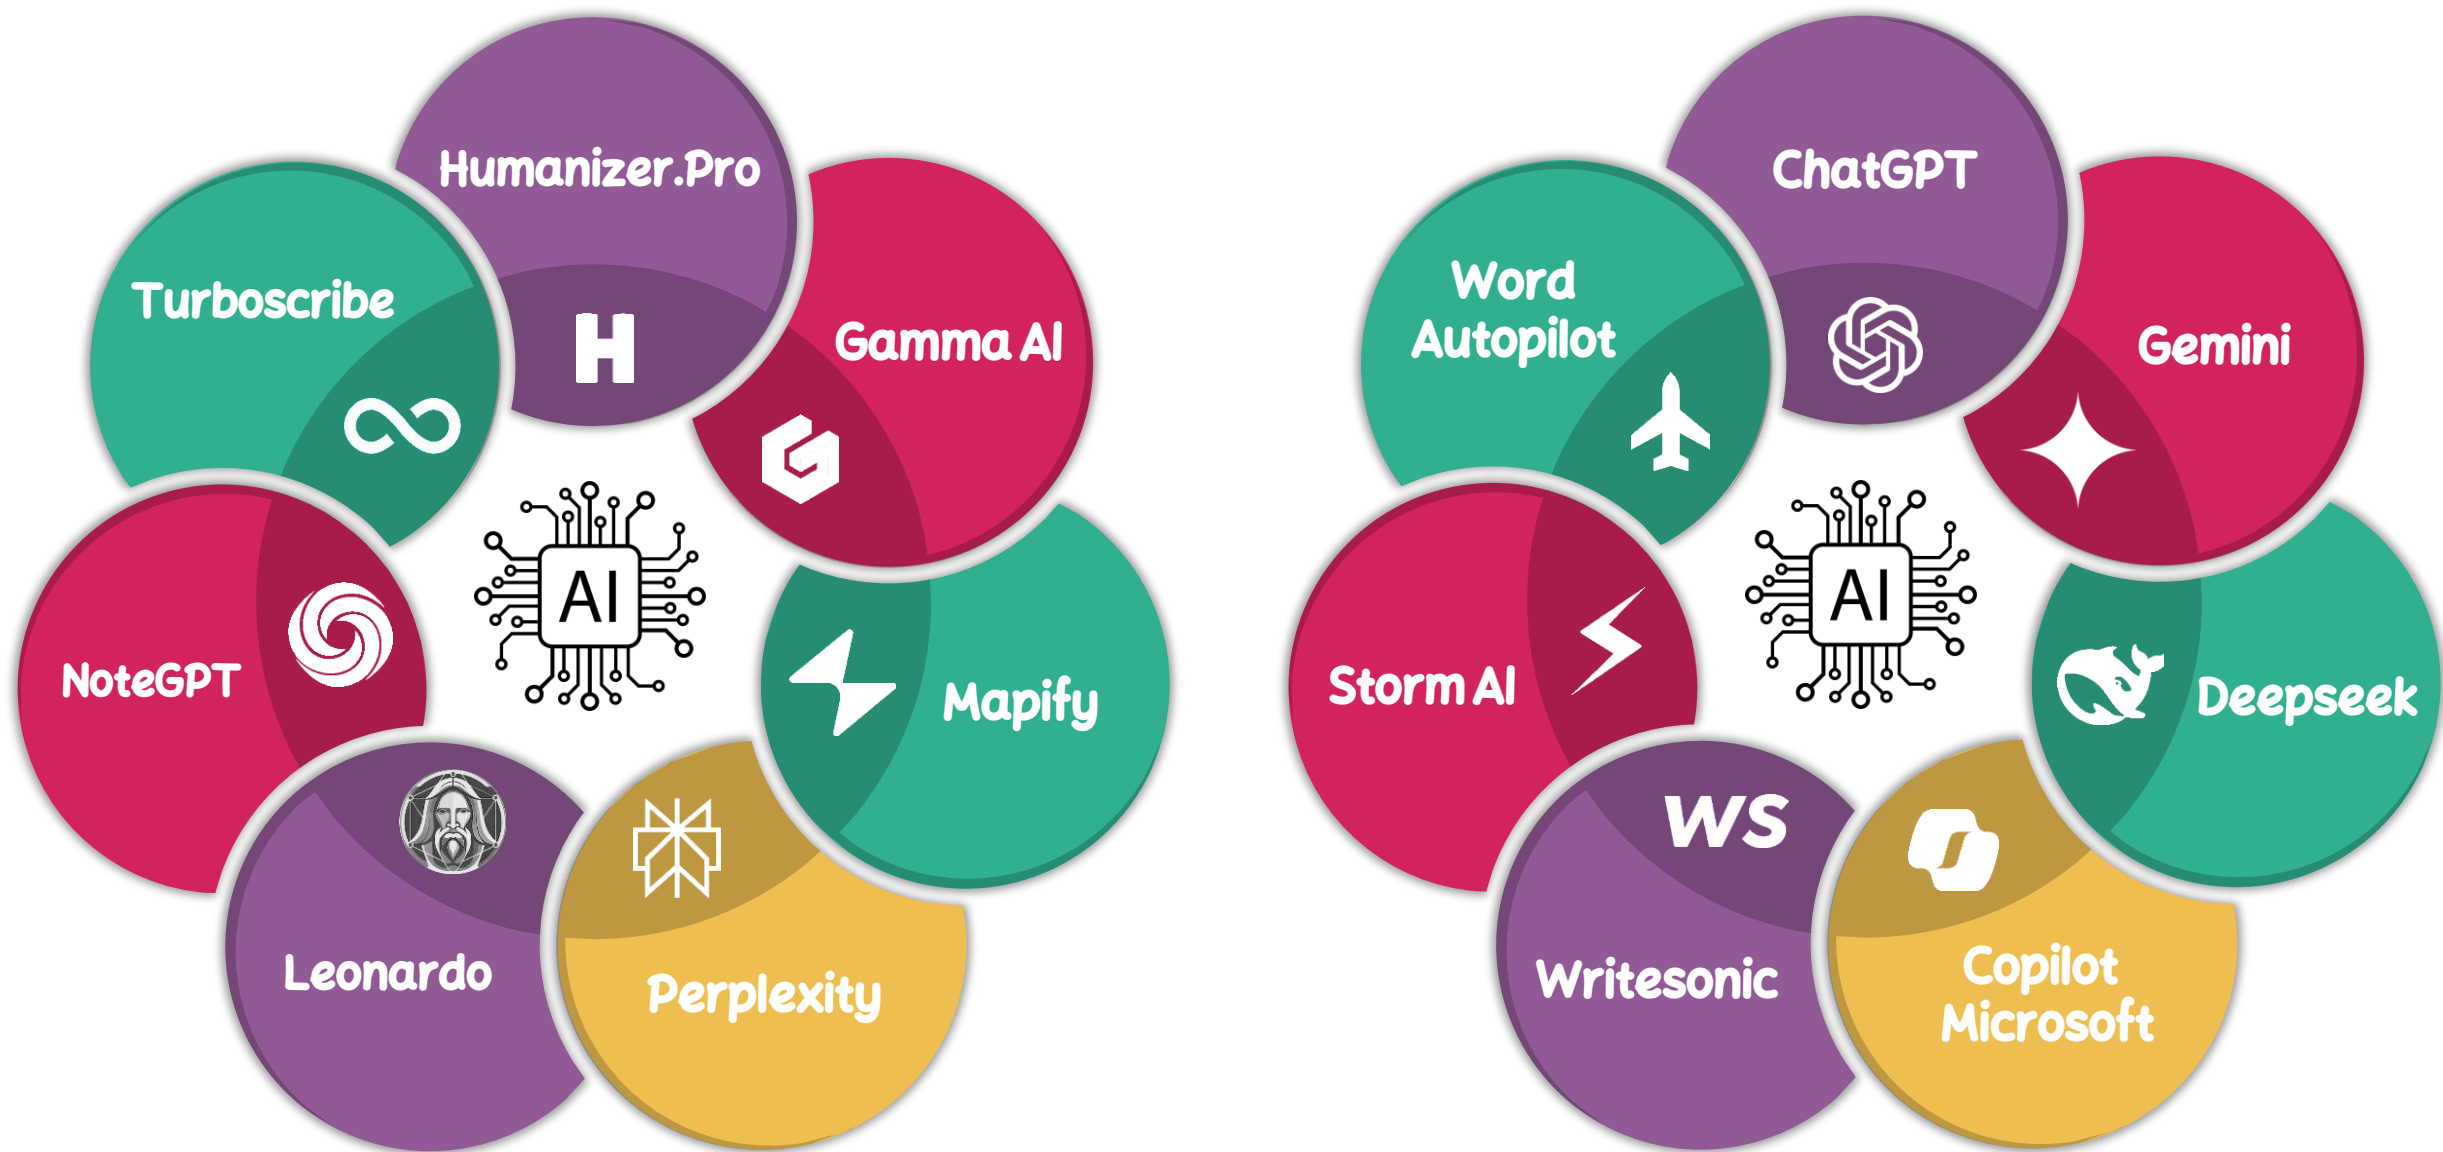 Humanizer.Pro
H
Gamma AI
Mapify
Perplexity
Leonardo
NoteGPT
Turboscribe
AI
ChatGPT
Gemini
Deepseek
Copilot
Microsoft
Writesonic
WS
Storm AI
Word
Autopilot
AI